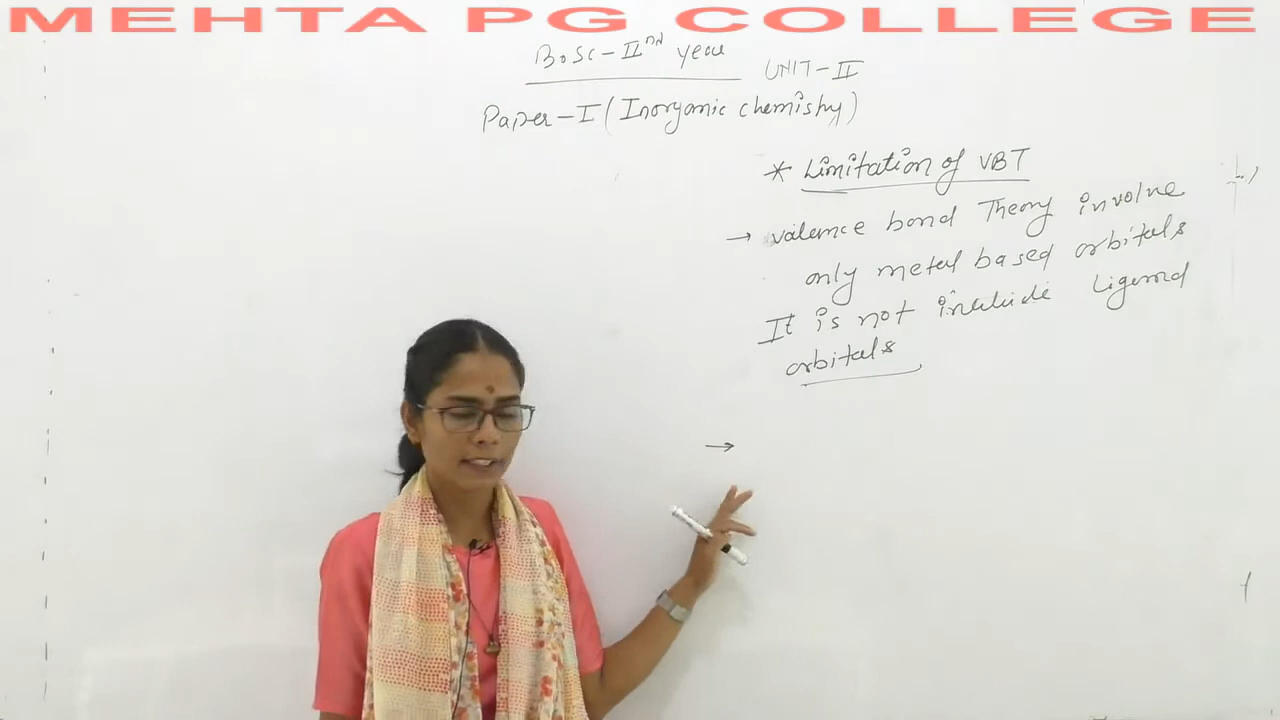 MEHTA PG COLLEGE
B.Sc-IInd year
UNIT-II
Paper-I (Inorganic chemistry)
* Limitation of VBT
→ valence bond Theory involve
only metal based orbitals
It is not include Ligand
orbitals
→